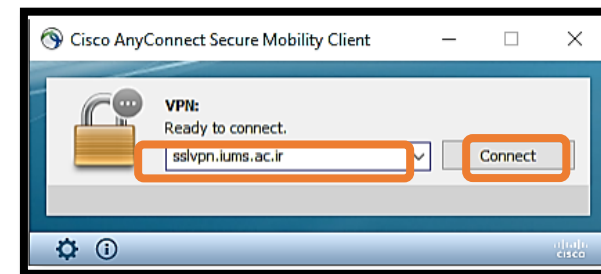 Cisco AnyConnect Secure Mobility Client
VPN:
Ready to connect.
sslvpn.iums.ac.ir
Connect
cisco